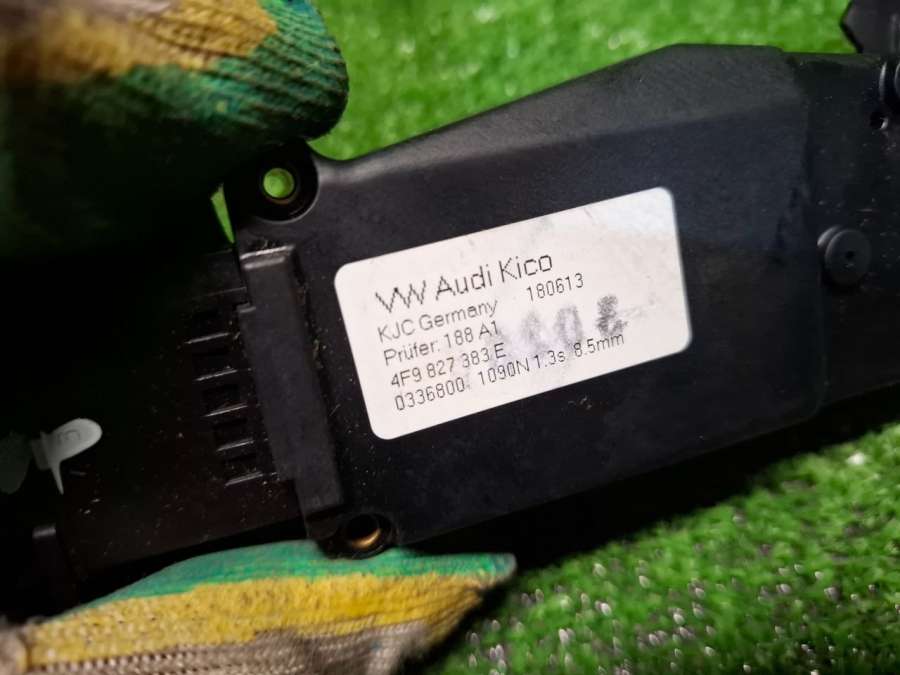 VW Audi Kico
KJC Germany 180613
Prüfer: 188 A1
4F9 827 383 E
0336800 1090N 1.3s 8.5mm